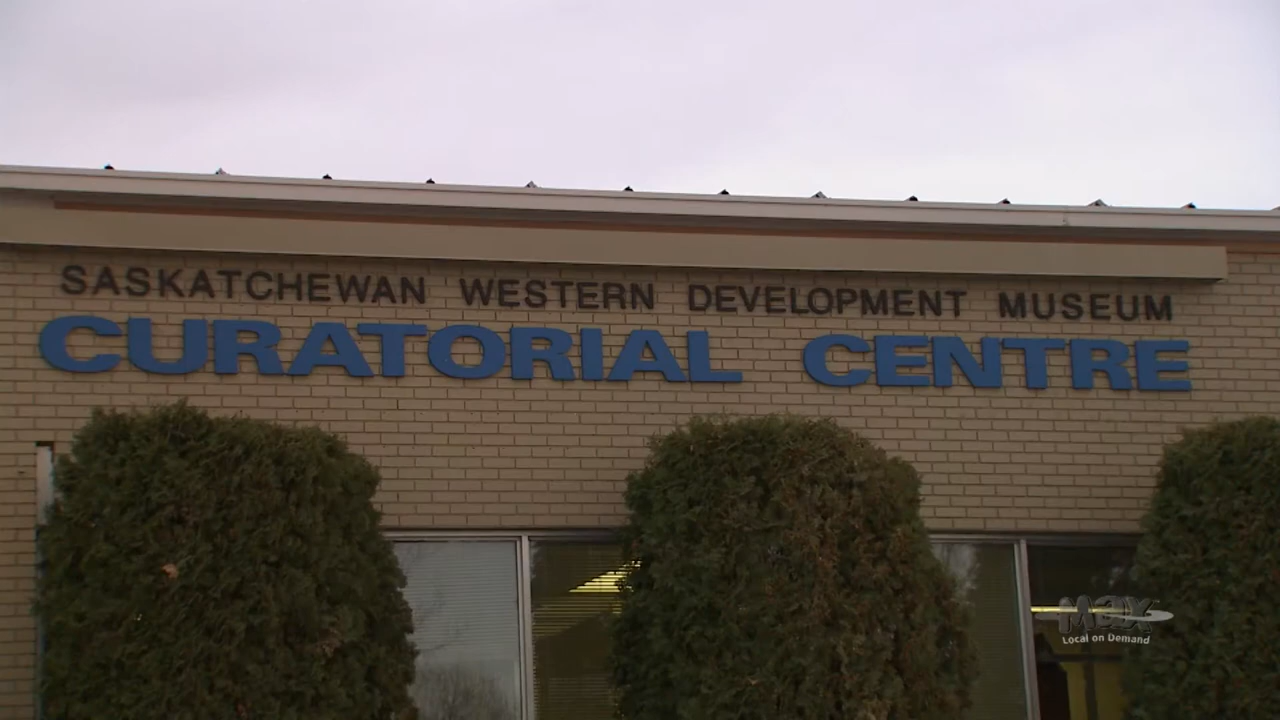 SASKATCHEWAN WESTERN DEVELOPMENT MUSEUM
CURATORIAL CENTRE
Max
Local on Demand